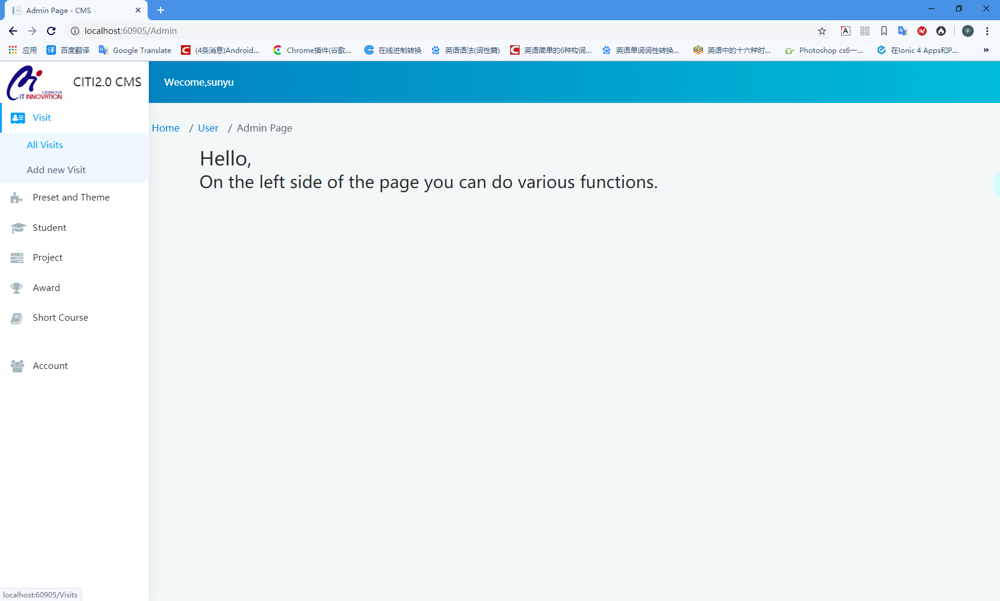 Admin Page - CMS
localhost:60905/Admin
应用 百度翻译 Google Translate (4条消息)Android... Chrome插件(谷歌... 在线进制转换 英语语法(词性篇) 英语简单的6种构词... 英语单词词性转换... 英语中的十六种时... Photoshop cs6一... 在Ionic 4 Apps和P... »
CENTRE FOR
IT INNOVATION
CITI2.0 CMS
Wecome,sunyu
Visit
All Visits
Add new Visit
Preset and Theme
Student
Project
Award
Short Course
Account
Home / User / Admin Page
Hello,
On the left side of the page you can do various functions.
localhost:60905/Visits